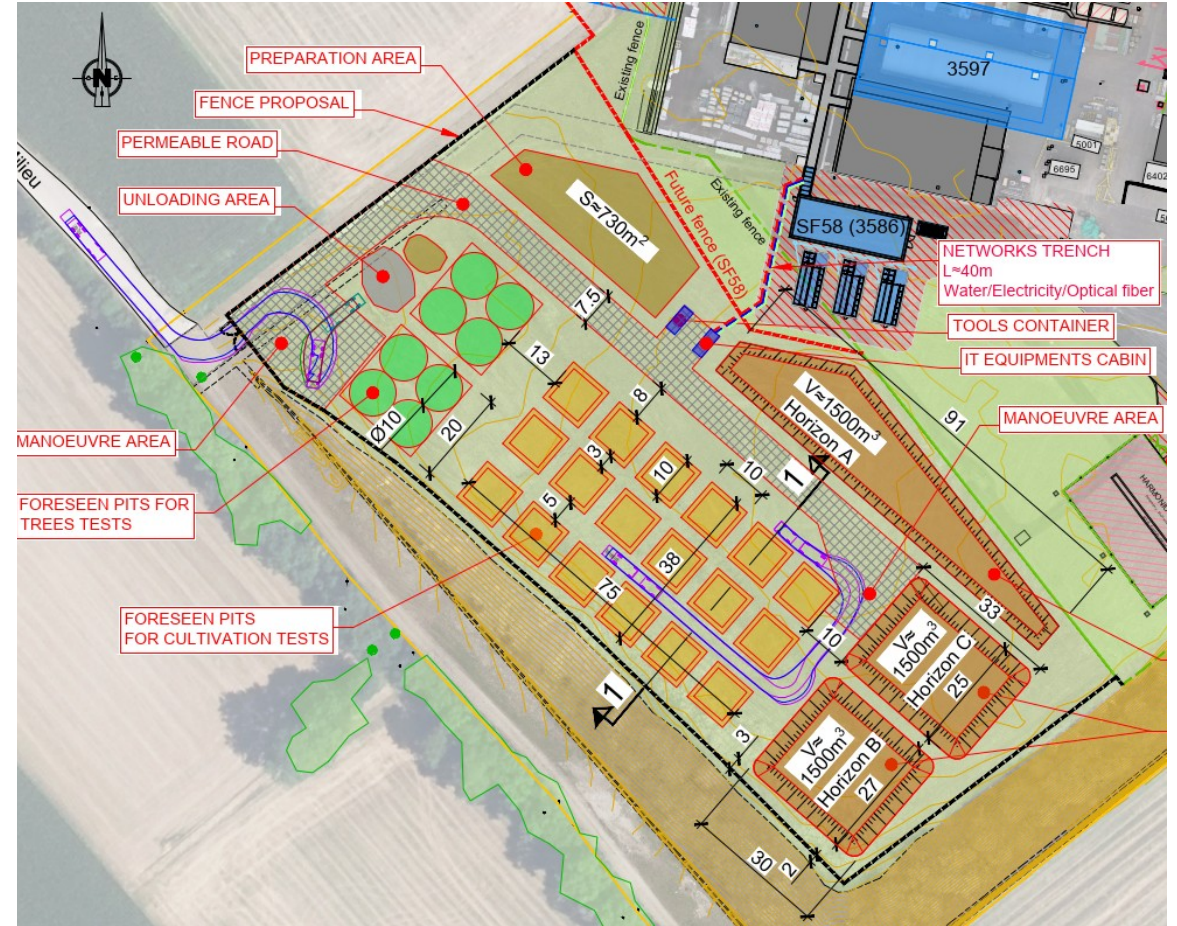 N
PREPARATION AREA
FENCE PROPOSAL
PERMEABLE ROAD
UNLOADING AREA
Existing fence
3597
5001
6695
6402
S≈730m²
Future fence (SF58)
Existing fence
SF58 (3586)
NETWORKS TRENCH
L≈40m
Water/Electricity/Optical fiber
TOOLS CONTAINER
IT EQUIPMENTS CABIN
MANOEUVRE AREA
7.5
13
8
V≈1500m³
Horizon A
91
MANOEUVRE AREA
Ø10
20
3
10
10
1
5
38
75
FORESEEN PITS FOR
TREES TESTS
FORESEEN PITS
FOR CULTIVATION TESTS
33
10
V≈
1500m³
Horizon C
25
1
3
V≈
1500m³
Horizon B
27
30
2